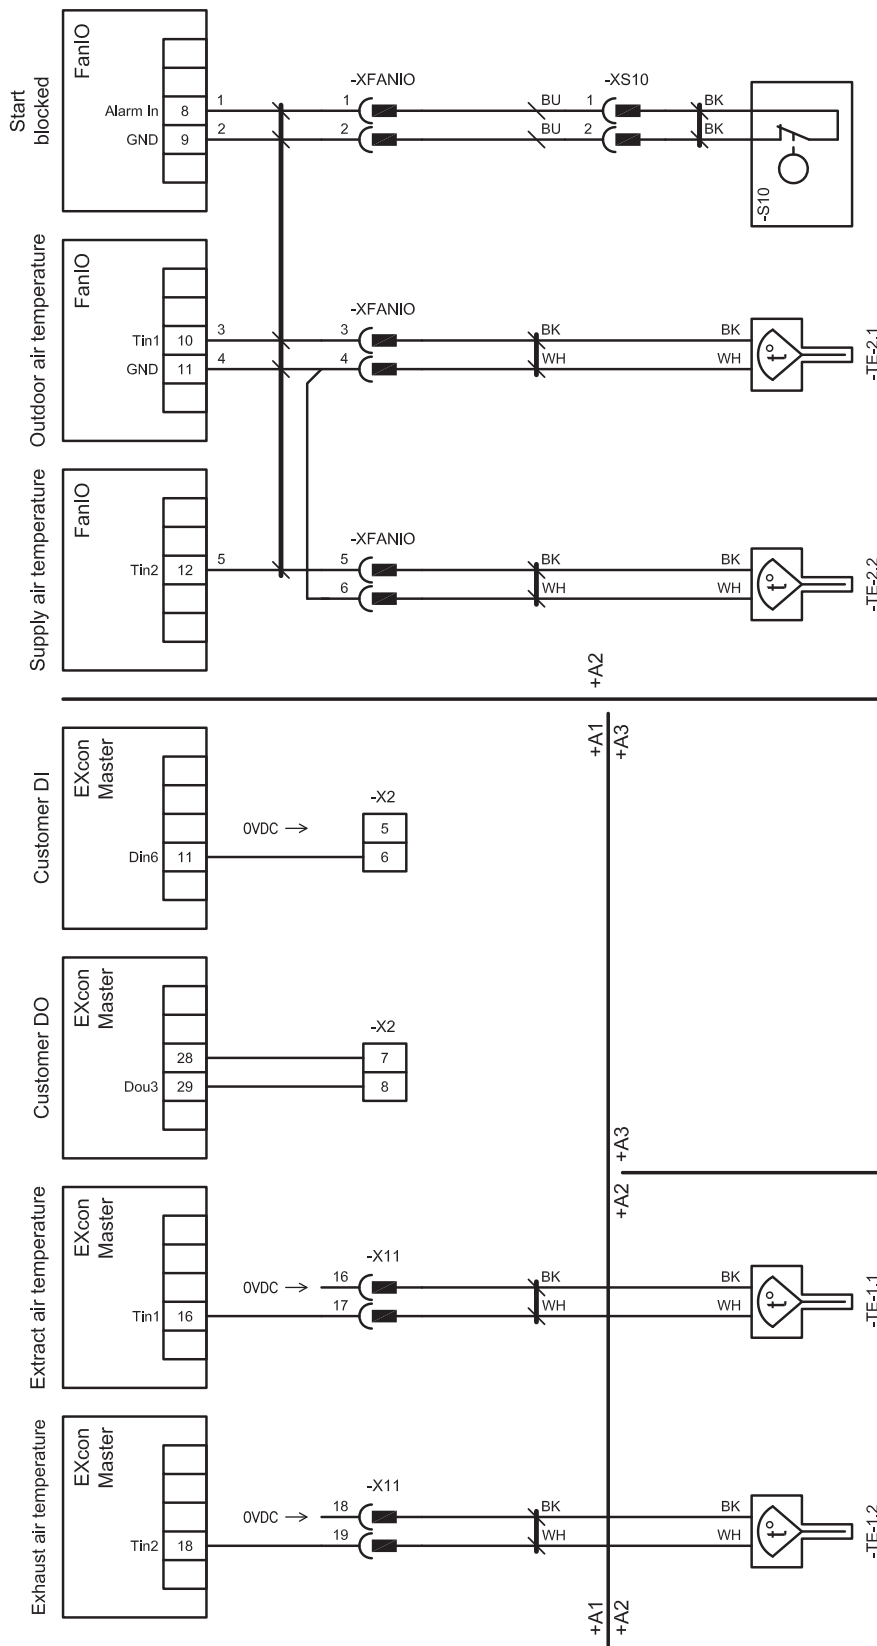 Start
blocked
FanIO
Alarm In 8 1 1 BU 1 BK
GND 9 2 2 BU 2 BK
-XFANIO
-XS10
-S10
Outdoor air temperature
FanIO
-XFANIO
Tin1 10 3 3 BK BK
GND 11 4 4 WH WH
-TE-2.1
Supply air temperature
FanIO
-XFANIO
Tin2 12 5 5 BK BK
6 WH WH
-TE-2.2
+A2
+A1
+A3
Customer DI
EXcon
Master
-X2
0VDC → 5
Din6 11 6
Customer DO
EXcon
Master
-X2
28 7
Dou3 29 8
+A3
+A2
Extract air temperature
EXcon
Master
-X11
0VDC → 16 BK BK
Tin1 16 17 WH WH
-TE-1.1
Exhaust air temperature
EXcon
Master
-X11
0VDC → 18 BK BK
Tin2 18 19 WH WH
-TE-1.2
+A1
+A2